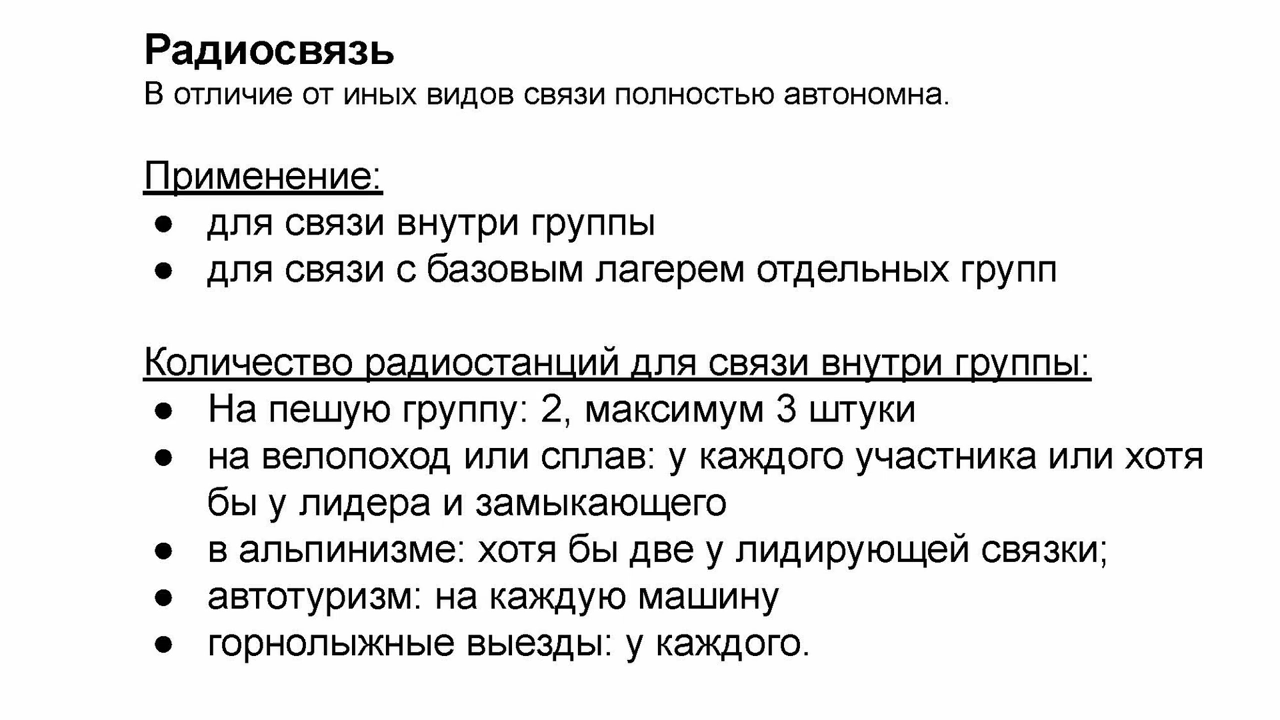 Радиосвязь
В отличие от иных видов связи полностью автономна.
Применение:
● для связи внутри группы
● для связи с базовым лагерем отдельных групп
Количество радиостанций для связи внутри группы:
● На пешую группу: 2, максимум 3 штуки
● на велопоход или сплав: у каждого участника или хотя
бы у лидера и замыкающего
● в альпинизме: хотя бы две у лидирующей связки;
● автотуризм: на каждую машину
● горнолыжные выезды: у каждого.